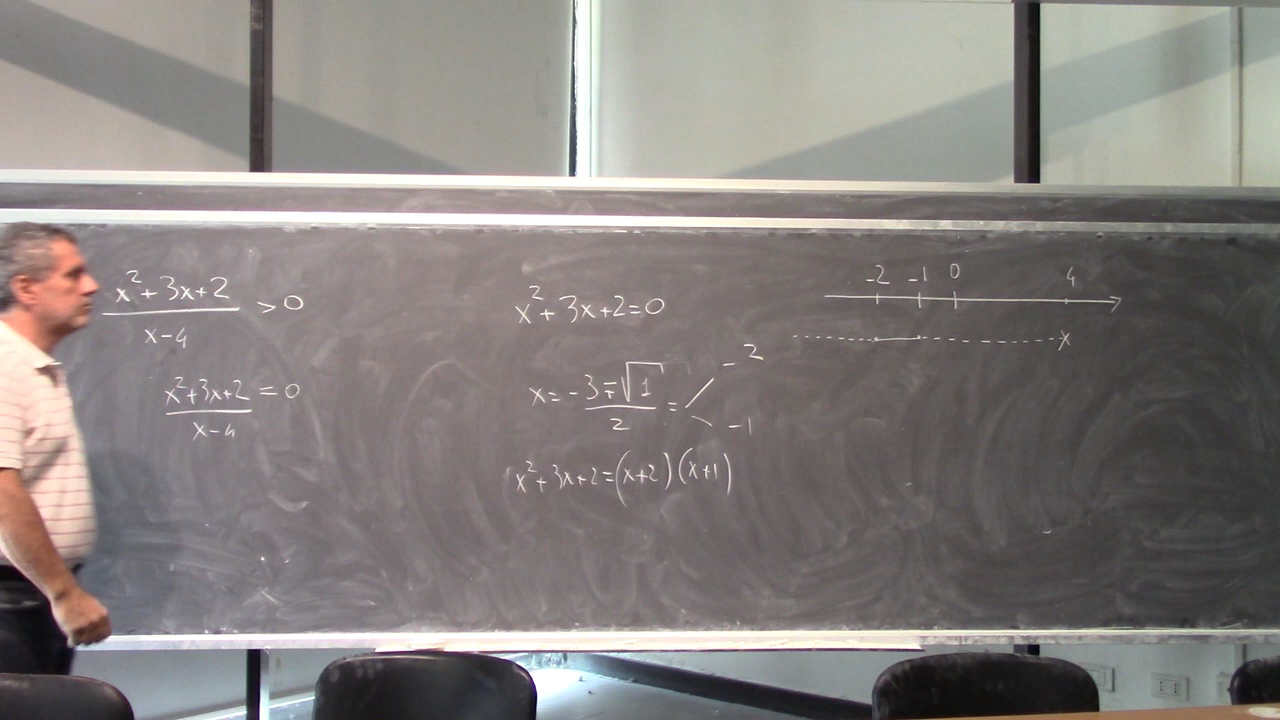 x²+3x+2 / x-4 > 0
x²+3x+2 / x-4 = 0
x²+3x+2=0
x = -3∓√1 / 2 = -2
-1
x²+3x+2=(x+2)(x+1)
-2 -1 0 4
x